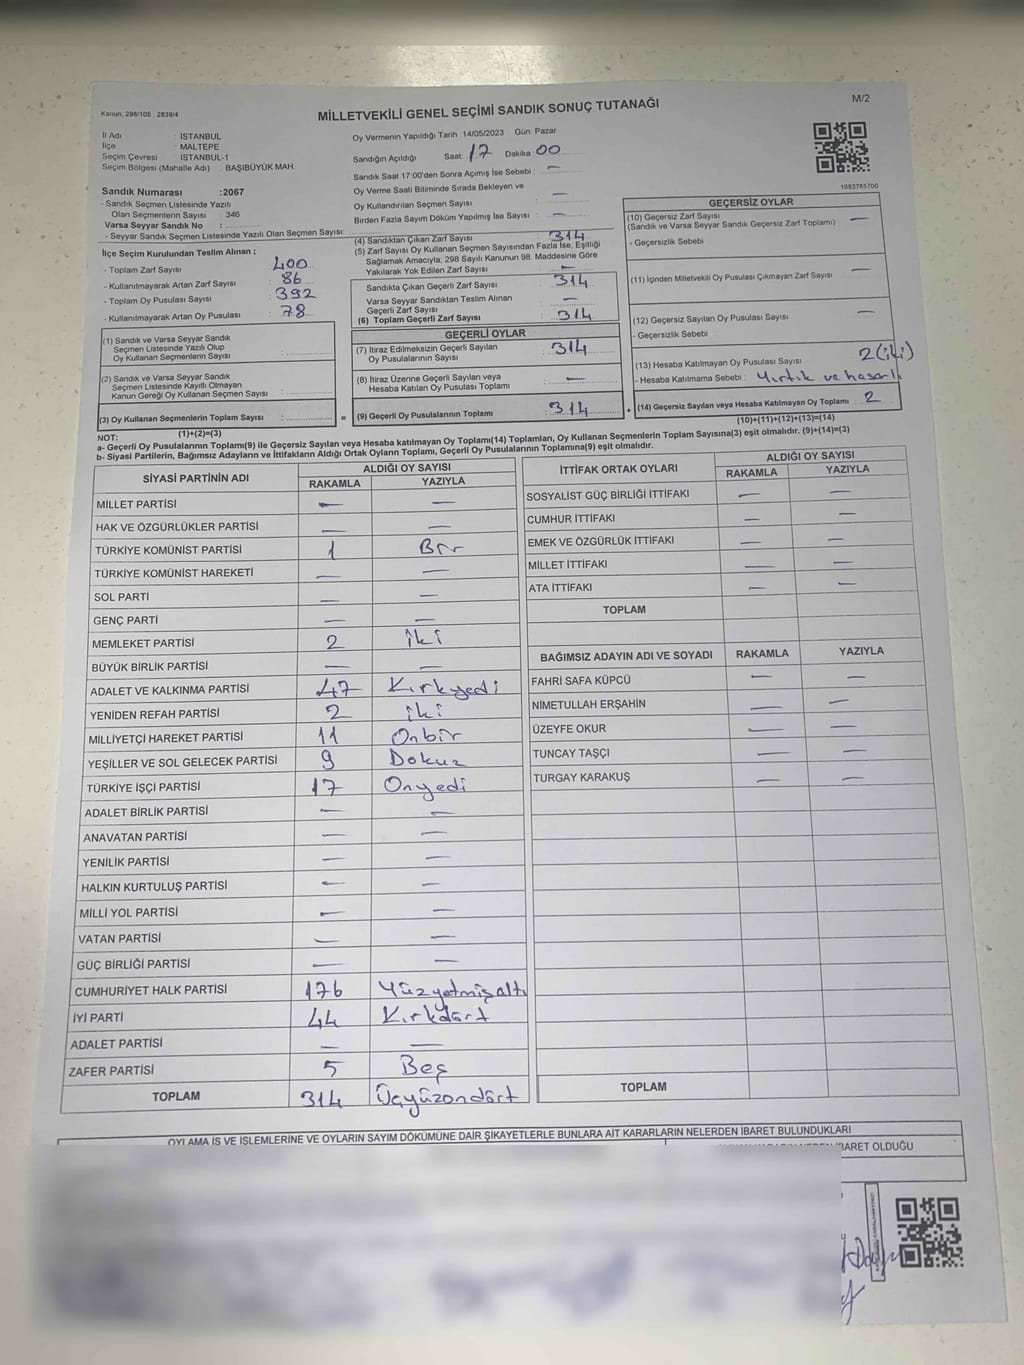 Kanun: 298/105 : 2839/4
MİLLETVEKİLİ GENEL SEÇİMİ SANDIK SONUÇ TUTANAĞI
M/2
İl Adı : İSTANBUL
İlçe : MALTEPE
Seçim Çevresi : İSTANBUL-1
Seçim Bölgesi (Mahalle Adı) : BAŞIBÜYÜK MAH.
Sandık Numarası :2067
- Sandık Seçmen Listesinde Yazılı
Olan Seçmenlerin Sayısı : 346
Varsa Seyyar Sandık No :
- Seyyar Sandık Seçmen Listesinde Yazılı Olan Seçmen Sayısı:
İlçe Seçim Kurulundan Teslim Alınan ;
- Toplam Zarf Sayısı : 400
- Kullanılmayarak Artan Zarf Sayısı : 86
- Toplam Oy Pusulası Sayısı : 392
- Kullanılmayarak Artan Oy Pusulası : 78
(1) Sandık ve Varsa Seyyar Sandık
Seçmen Listesinde Yazılı Olup
Oy Kullanan Seçmenlerin Sayısı :
(2) Sandık ve Varsa Seyyar Sandık
Seçmen Listesinde Kayıtlı Olmayan
Kanun Gereği Oy Kullanan Seçmen Sayısı :
(3) Oy Kullanan Seçmenlerin Toplam Sayısı :
(1)+(2)=(3)
Oy Vermenin Yapıldığı Tarih : 14/05/2023 Gün: Pazar
Sandığın Açıldığı Saat: 17 Dakika: 00
Sandık Saat 17:00'den Sonra Açımış İse Sebebi : —
Oy Verme Saati Bitiminde Sırada Bekleyen ve
Oy Kullandırılan Seçmen Sayısı : —
Birden Fazla Sayım Döküm Yapılmış İse Sayısı : —
(4) Sandıktan Çıkan Zarf Sayısı : 314
(5) Zarf Sayısı Oy Kullanan Seçmen Sayısından Fazla İse, Eşitliği
Sağlamak Amacıyla; 298 Sayılı Kanunun 98. Maddesine Göre
Yakılarak Yok Edilen Zarf Sayısı : —
Sandıkta Çıkan Geçerli Zarf Sayısı : 314
Varsa Seyyar Sandıktan Teslim Alınan
Geçerli Zarf Sayısı : —
(6) Toplam Geçerli Zarf Sayısı : 314
GEÇERLİ OYLAR
(7) İtiraz Edilmeksizin Geçerli Sayılan
Oy Pusulalarının Sayısı : 314
(8) İtiraz Üzerine Geçerli Sayılan veya
Hesaba Katılan Oy Pusulası Toplamı : —
= (9) Geçerli Oy Pusulalarının Toplamı : 314
1083785700
GEÇERSİZ OYLAR
(10) Geçersiz Zarf Sayısı : —
(Sandık ve Varsa Seyyar Sandık Geçersiz Zarf Toplamı)
- Geçersizlik Sebebi
(11) İçinden Milletvekili Oy Pusulası Çıkmayan Zarf Sayısı : —
(12) Geçersiz Sayılan Oy Pusulası Sayısı : —
- Geçersizlik Sebebi :
(13) Hesaba Katılmayan Oy Pusulası Sayısı : 2 (iki)
- Hesaba Katılmama Sebebi : Yırtık ve hasarlı
+ (14) Geçersiz Sayılan veya Hesaba Katılmayan Oy Toplamı : 2
(10)+(11)+(12)+(13)=(14)
NOT:
a- Geçerli Oy Pusulalarının Toplamı(9) ile Geçersiz Sayılan veya Hesaba katılmayan Oy Toplamı(14) Toplamları, Oy Kullanan Seçmenlerin Toplam Sayısına(3) eşit olmalıdır. (9)+(14)=(3)
b- Siyasi Partilerin, Bağımsız Adayların ve İttifakların Aldığı Ortak Oyların Toplamı, Geçerli Oy Pusulalarının Toplamına(9) eşit olmalıdır.
SİYASİ PARTİNİN ADI ALDIĞI OY SAYISI
RAKAMLA YAZIYLA
MİLLET PARTİSİ — —
HAK VE ÖZGÜRLÜKLER PARTİSİ — —
TÜRKİYE KOMÜNİST PARTİSİ 1 Bir
TÜRKİYE KOMÜNİST HAREKETİ — —
SOL PARTİ — —
GENÇ PARTİ — —
MEMLEKET PARTİSİ 2 iki
BÜYÜK BİRLİK PARTİSİ — —
ADALET VE KALKINMA PARTİSİ 47 Kırkyedi
YENİDEN REFAH PARTİSİ 2 iki
MİLLİYETÇİ HAREKET PARTİSİ 11 Onbir
YEŞİLLER VE SOL GELECEK PARTİSİ 9 Dokuz
TÜRKİYE İŞÇİ PARTİSİ 17 Onyedi
ADALET BİRLİK PARTİSİ — —
ANAVATAN PARTİSİ — —
YENİLİK PARTİSİ — —
HALKIN KURTULUŞ PARTİSİ — —
MİLLİ YOL PARTİSİ — —
VATAN PARTİSİ — —
GÜÇ BİRLİĞİ PARTİSİ — —
CUMHURİYET HALK PARTİSİ 176 Yüzyetmişaltı
İYİ PARTİ 44 Kırkdört
ADALET PARTİSİ — —
ZAFER PARTİSİ 5 Beş
TOPLAM 314 Üçyüzondört
İTTİFAK ORTAK OYLARI ALDIĞI OY SAYISI
RAKAMLA YAZIYLA
SOSYALİST GÜÇ BİRLİĞİ İTTİFAKI — —
CUMHUR İTTİFAKI — —
EMEK VE ÖZGÜRLÜK İTTİFAKI — —
MİLLET İTTİFAKI — —
ATA İTTİFAKI — —
TOPLAM
BAĞIMSIZ ADAYIN ADI VE SOYADI RAKAMLA YAZIYLA
FAHRİ SAFA KÜPCÜ — —
NİMETULLAH ERŞAHİN — —
ÜZEYFE OKUR — —
TUNCAY TAŞÇI — —
TURGAY KARAKUŞ — —
TOPLAM
OYLAMA İŞ VE İŞLEMLERİNE VE OYLARIN SAYIM DÖKÜMÜNE DAİR ŞİKAYETLERLE BUNLARA AİT KARARLARIN NELERDEN İBARET BULUNDUKLARI
İBARET OLDUĞU